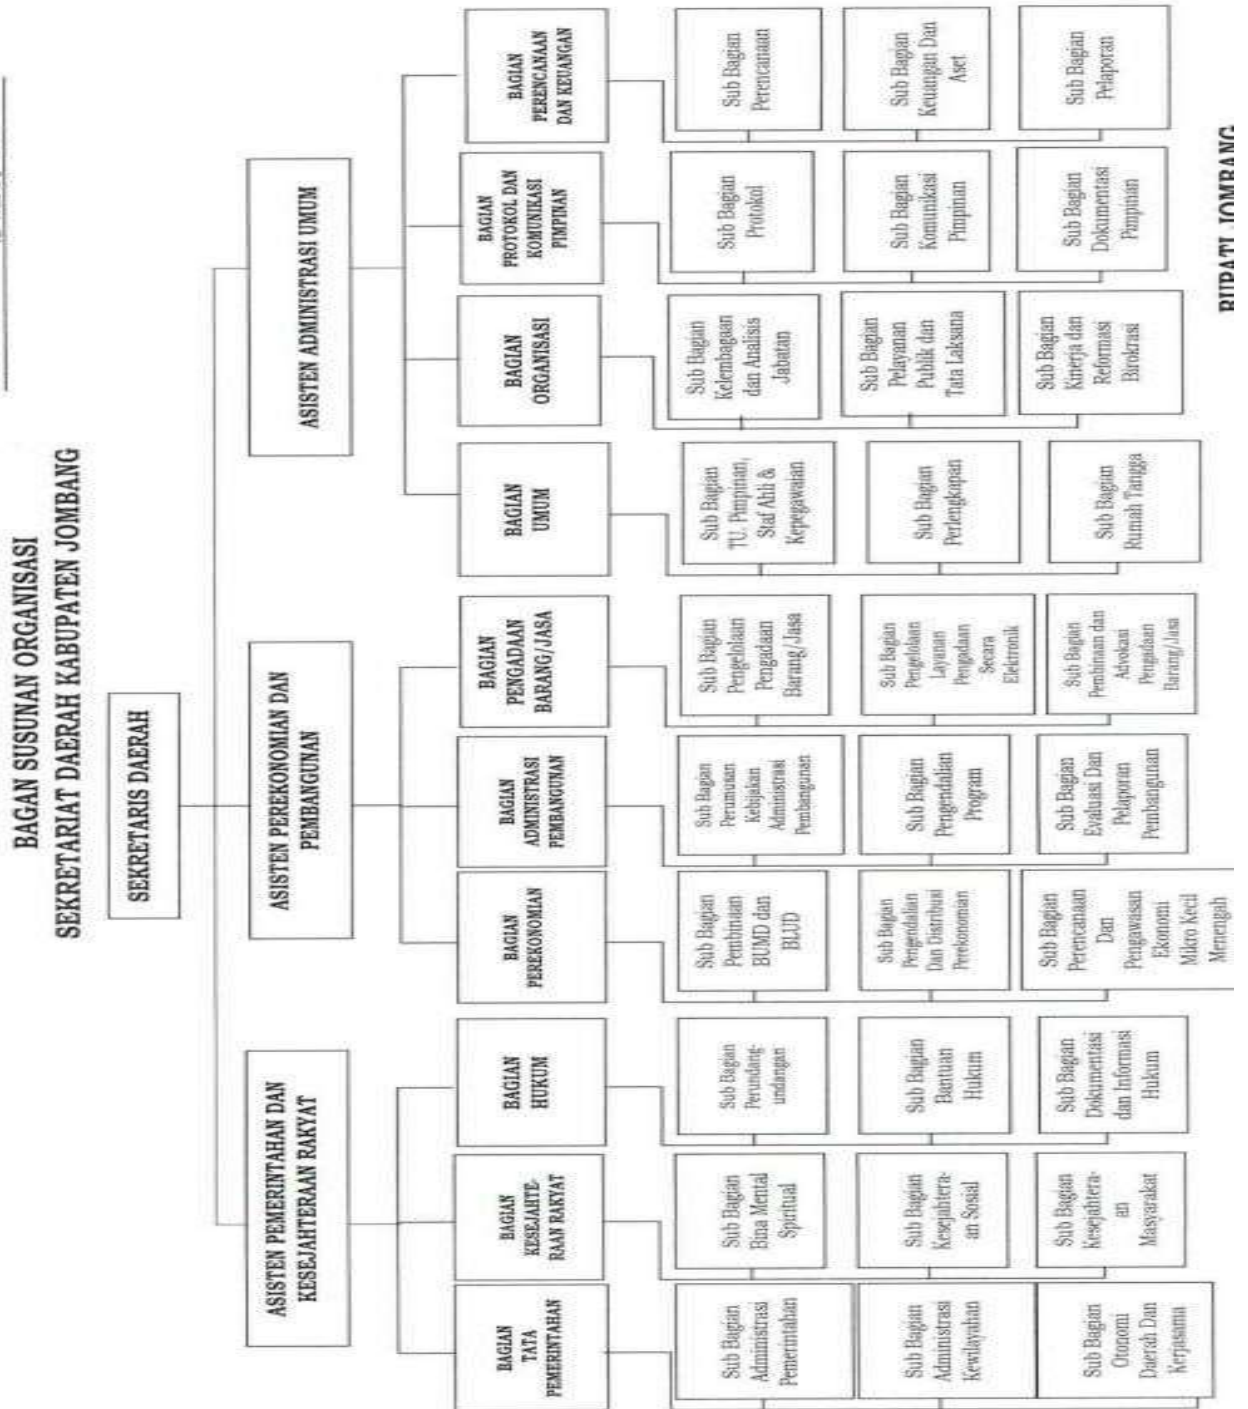 BAGAN SUSUNAN ORGANISASI
SEKRETARIAT DAERAH KABUPATEN JOMBANG
SEKRETARIS DAERAH
ASISTEN PEMERINTAHAN DAN
KESEJAHTERAAN RAKYAT
ASISTEN PEREKONOMIAN DAN
PEMBANGUNAN
ASISTEN ADMINISTRASI UMUM
BAGIAN
TATA
PEMERINTAHAN
BAGIAN
KESEJAHTE-
RAAN RAKYAT
BAGIAN
HUKUM
BAGIAN
PEREKONOMIAN
BAGIAN
ADMINISTRASI
PEMBANGUNAN
BAGIAN
PENGADAAN
BARANG/JASA
BAGIAN
UMUM
BAGIAN
ORGANISASI
BAGIAN
PROTOKOL DAN
KOMUNIKASI
PIMPINAN
BAGIAN
PERENCANAAN
DAN KEUANGAN
Sub Bagian
Administrasi
Pemerintahan
Sub Bagian
Bina Mental
Spiritual
Sub Bagian
Perundang-
undangan
Sub Bagian
Pembinaan
BUMD dan
BLUD
Sub Bagian
Perumusan
Kebijakan
Administrasi
Pembangunan
Sub Bagian
Pengelolaan
Pengadaan
Barang/Jasa
Sub Bagian
TU. Pimpinan,
Staf Ahli &
Kepegawaian
Sub Bagian
Kelembagaan
dan Analisis
Jabatan
Sub Bagian
Protokol
Sub Bagian
Perencanaan
Sub Bagian
Administrasi
Kewilayahan
Sub Bagian
Kesejahtera-
an Sosial
Sub Bagian
Bantuan
Hukum
Sub Bagian
Pengendalian
Dan Distribusi
Perekonomian
Sub Bagian
Pengendalian
Program
Sub Bagian
Pengelolaan
Layanan
Pengadaan
Secara
Elektronik
Sub Bagian
Perlengkapan
Sub Bagian
Pelayanan
Publik dan
Tata Laksana
Sub Bagian
Komunikasi
Pimpinan
Sub Bagian
Keuangan Dan
Aset
Sub Bagian
Otonomi
Daerah Dan
Kerjasama
Sub Bagian
Kesejahtera-
an
Masyarakat
Sub Bagian
Dokumentasi
dan Informasi
Hukum
Sub Bagian
Perencanaan
Dan
Pengawasan
Ekonomi
Mikro Kecil
Menengah
Sub Bagian
Evaluasi Dan
Pelaporan
Pembangunan
Sub Bagian
Pembinaan dan
Advokasi
Pengadaan
Barang/Jasa
Sub Bagian
Rumah Tangga
Sub Bagian
Kinerja dan
Reformasi
Birokrasi
Sub Bagian
Dokumentasi
Pimpinan
Sub Bagian
Pelaporan
BUPATI JOMBANG